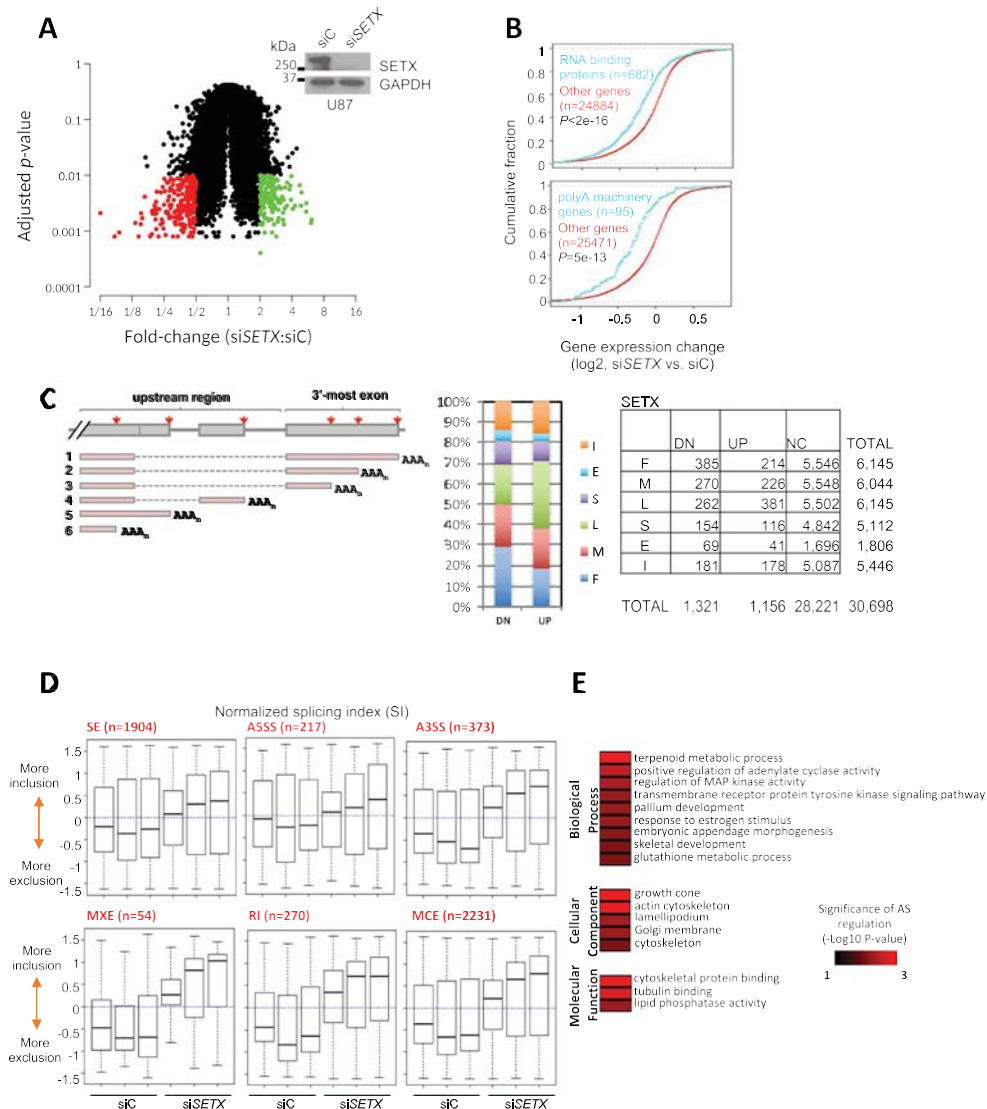 A
kDa
siC
siSETX
250
37
SETX
GAPDH
U87
Adjusted p-value
1
0.1
0.01
0.001
0.0001
1/16 1/8 1/4 1/2 1 2 4 8 16
Fold-change (siSETX:siC)
B
Cumulative fraction
1
0.8
0.6
0.4
0.2
0
RNA binding
proteins (n=682)
Other genes
(n=24884)
P<2e-16
1
0.8
0.6
0.4
0.2
0
polyA machinery
genes (n=95)
Other genes
(n=25471)
P=5e-13
-1 -0.5 0 0.5
Gene expression change
(log2, siSETX vs. siC)
C
upstream region
3'-most exon
1 AAAn
2 AAAn
3 AAAn
4 AAAn
5 AAAn
6 AAAn
100%
90%
80%
70%
60%
50%
40%
30%
20%
10%
0%
DN UP
I
E
S
L
M
F
SETX
DN UP NC TOTAL
F 385 214 5,546 6,145
M 270 226 5,548 6,044
L 262 381 5,502 6,145
S 154 116 4,842 5,112
E 69 41 1,696 1,806
I 181 178 5,087 5,446
TOTAL 1,321 1,156 28,221 30,698
D
Normalized splicing index (SI)
SE (n=1904)
A5SS (n=217)
A3SS (n=373)
More
inclusion
More
exclusion
1.5
1
0.5
0
-0.5
-1
-1.5
MXE (n=54)
RI (n=270)
MCE (n=2231)
More
inclusion
More
exclusion
1.5
1
0.5
0
-0.5
-1
-1.5
siC siSETX siC siSETX siC siSETX
E
Biological
Process
terpenoid metabolic process
positive regulation of adenylate cyclase activity
regulation of MAP kinase activity
transmembrane receptor protein tyrosine kinase signaling pathway
pallium development
response to estrogen stimulus
embryonic appendage morphogenesis
skeletal development
glutathione metabolic process
Cellular
Component
growth cone
actin cytoskeleton
lamellipodium
Golgi membrane
cytoskeleton
Molecular
Function
cytoskeletal protein binding
tubulin binding
lipid phosphatase activity
Significance of AS
regulation
(-Log10 P-value)
1 3